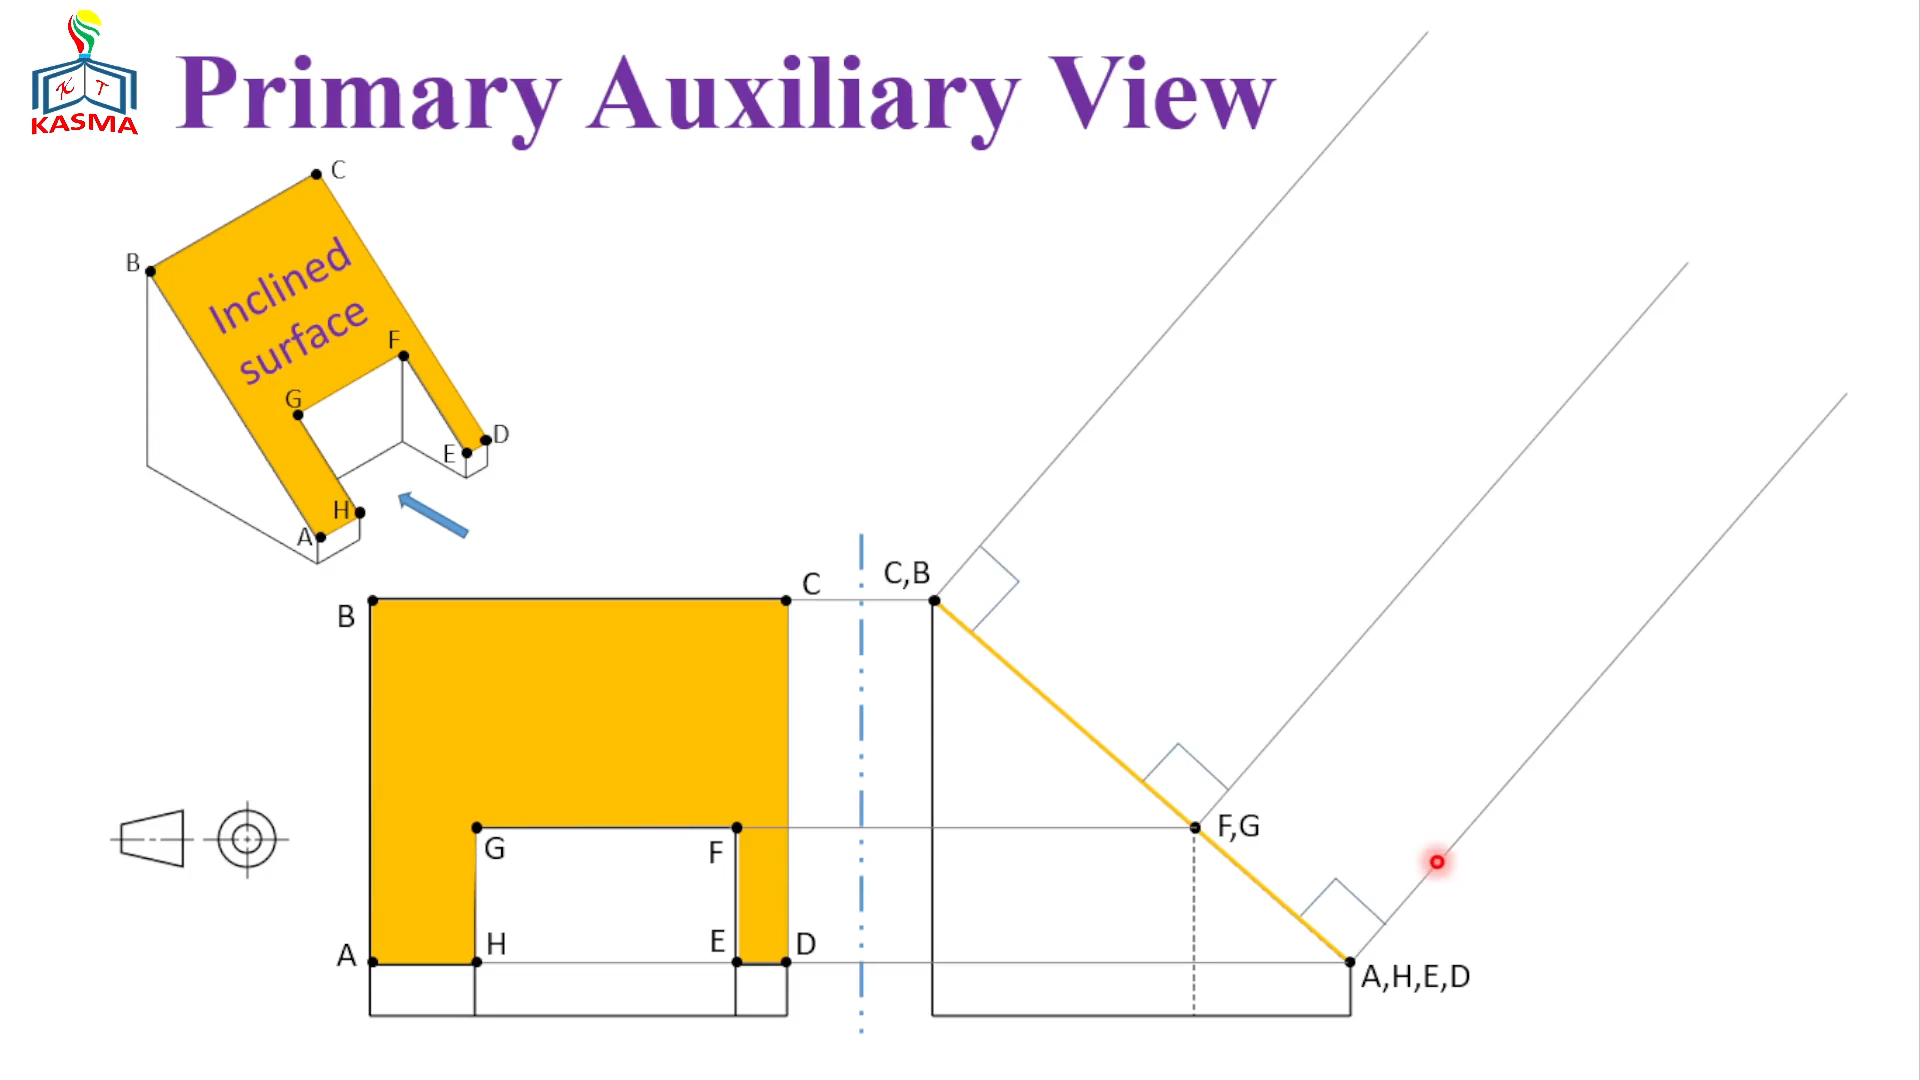 K T
KASMA
Primary Auxiliary View
C
B
Inclined
surface
F
G
D
E
H
A
C
C,B
B
G
F
F,G
A
H
E
D
A,H,E,D